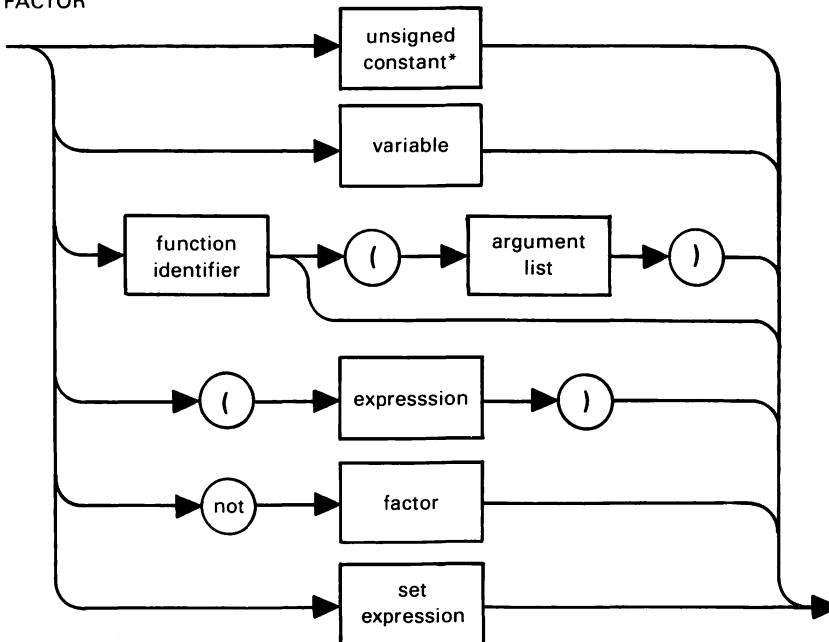 FACTOR
unsigned
constant*
variable
function
identifier
(
argument
list
)
(
expresssion
)
not
factor
set
expression